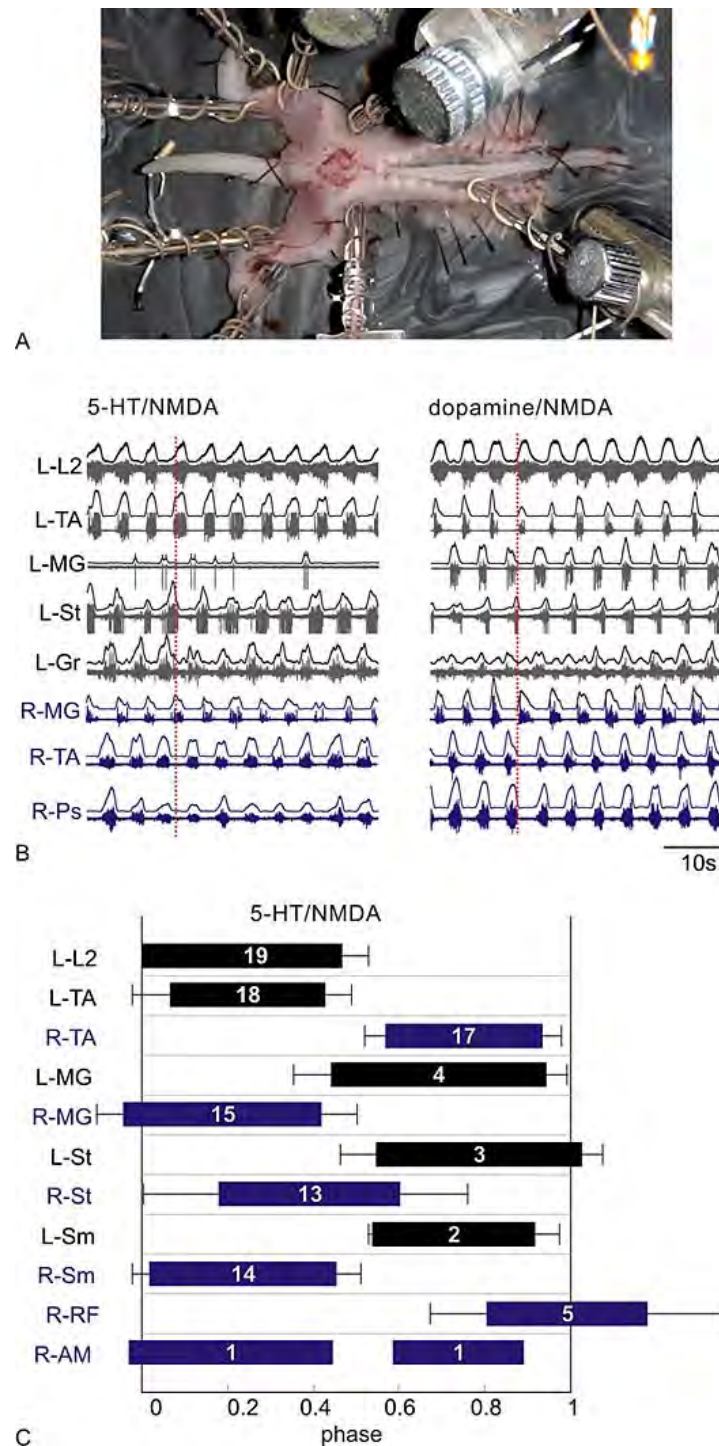 A
5-HT/NMDA dopamine/NMDA
L-L2
L-TA
L-MG
L-St
L-Gr
R-MG
R-TA
R-Ps
10s
B
5-HT/NMDA
L-L2 19
L-TA 18
R-TA 17
L-MG 4
R-MG 15
L-St 3
R-St 13
L-Sm 2
R-Sm 14
R-RF 5
R-AM 1 1
0 0.2 0.4 0.6 0.8 1
phase
C